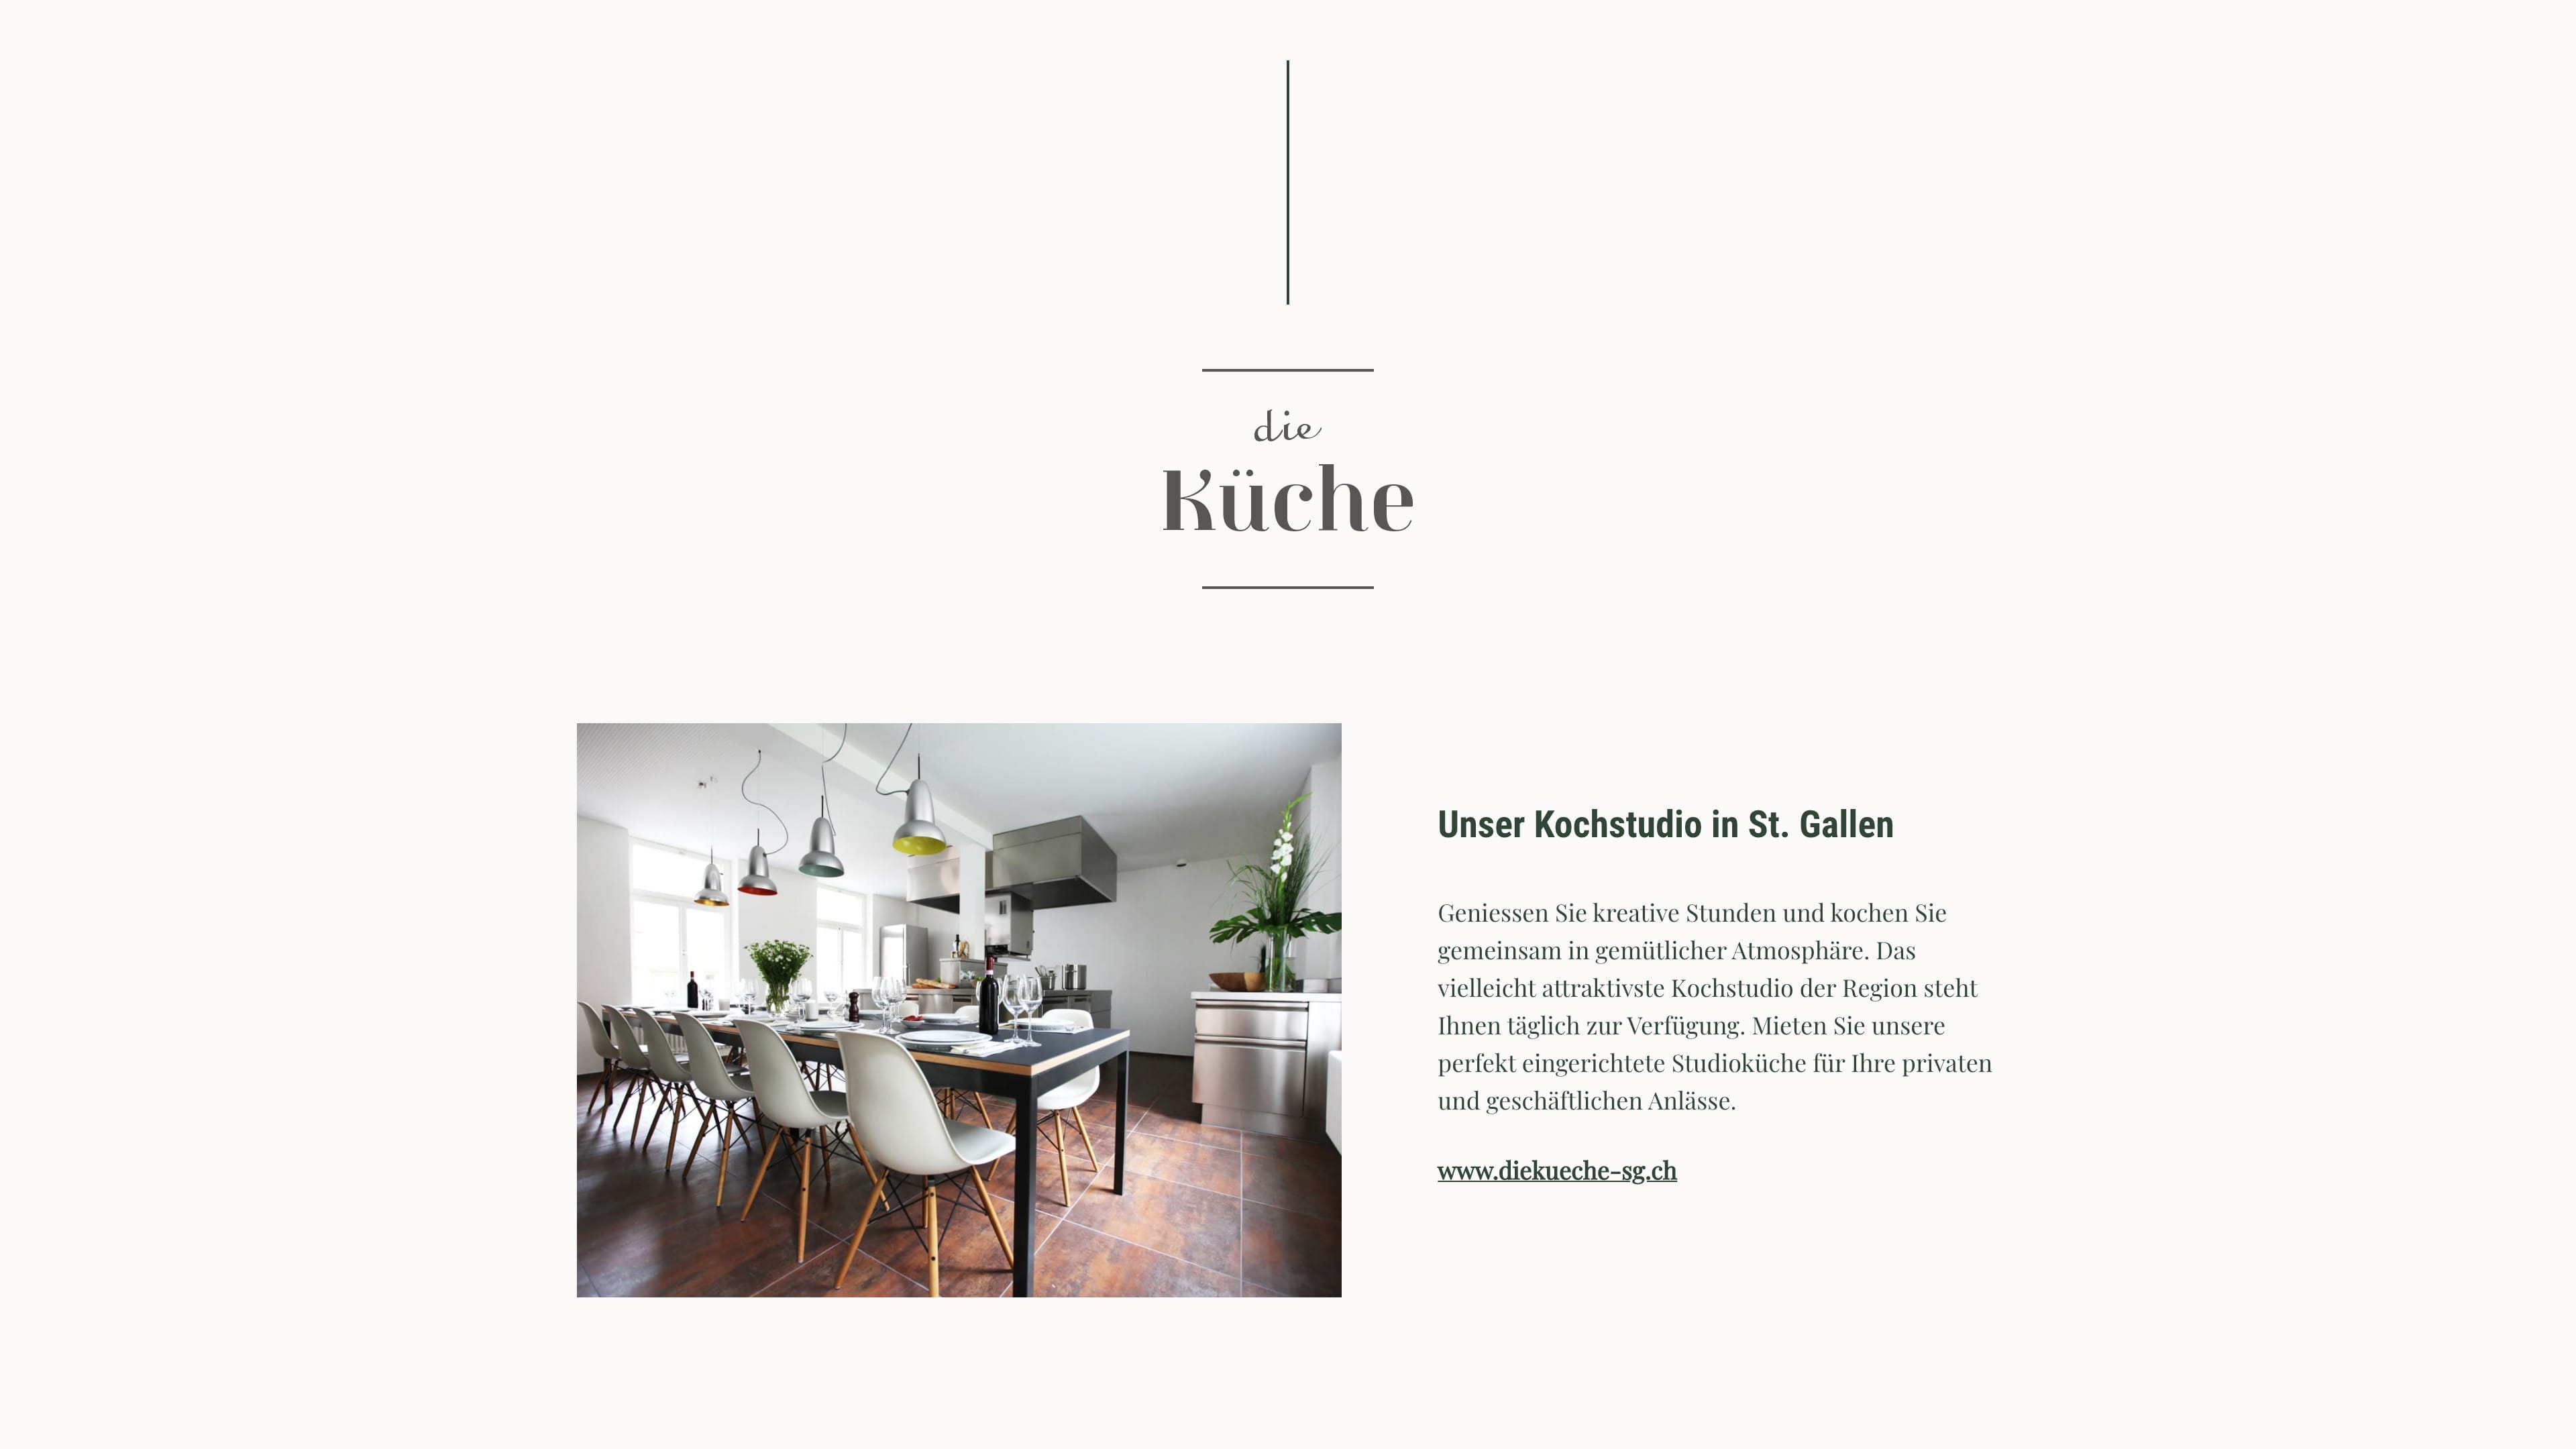 die
Küche
Unser Kochstudio in St. Gallen
Geniessen Sie kreative Stunden und kochen Sie
gemeinsam in gemütlicher Atmosphäre. Das
vielleicht attraktivste Kochstudio der Region steht
Ihnen täglich zur Verfügung. Mieten Sie unsere
perfekt eingerichtete Studioküche für Ihre privaten
und geschäftlichen Anlässe.
www.diekueche-sg.ch